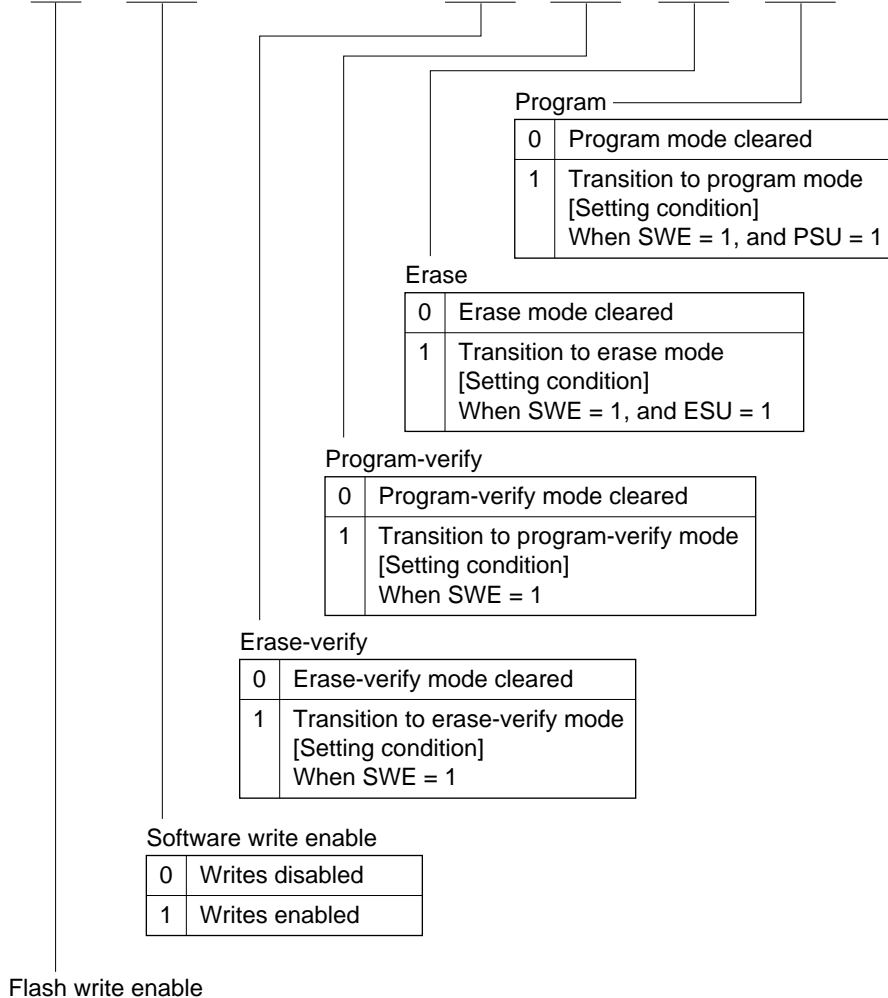 Program
0 Program mode cleared
1 Transition to program mode
[Setting condition]
When SWE = 1, and PSU = 1
Erase
0 Erase mode cleared
1 Transition to erase mode
[Setting condition]
When SWE = 1, and ESU = 1
Program-verify
0 Program-verify mode cleared
1 Transition to program-verify mode
[Setting condition]
When SWE = 1
Erase-verify
0 Erase-verify mode cleared
1 Transition to erase-verify mode
[Setting condition]
When SWE = 1
Software write enable
0 Writes disabled
1 Writes enabled
Flash write enable